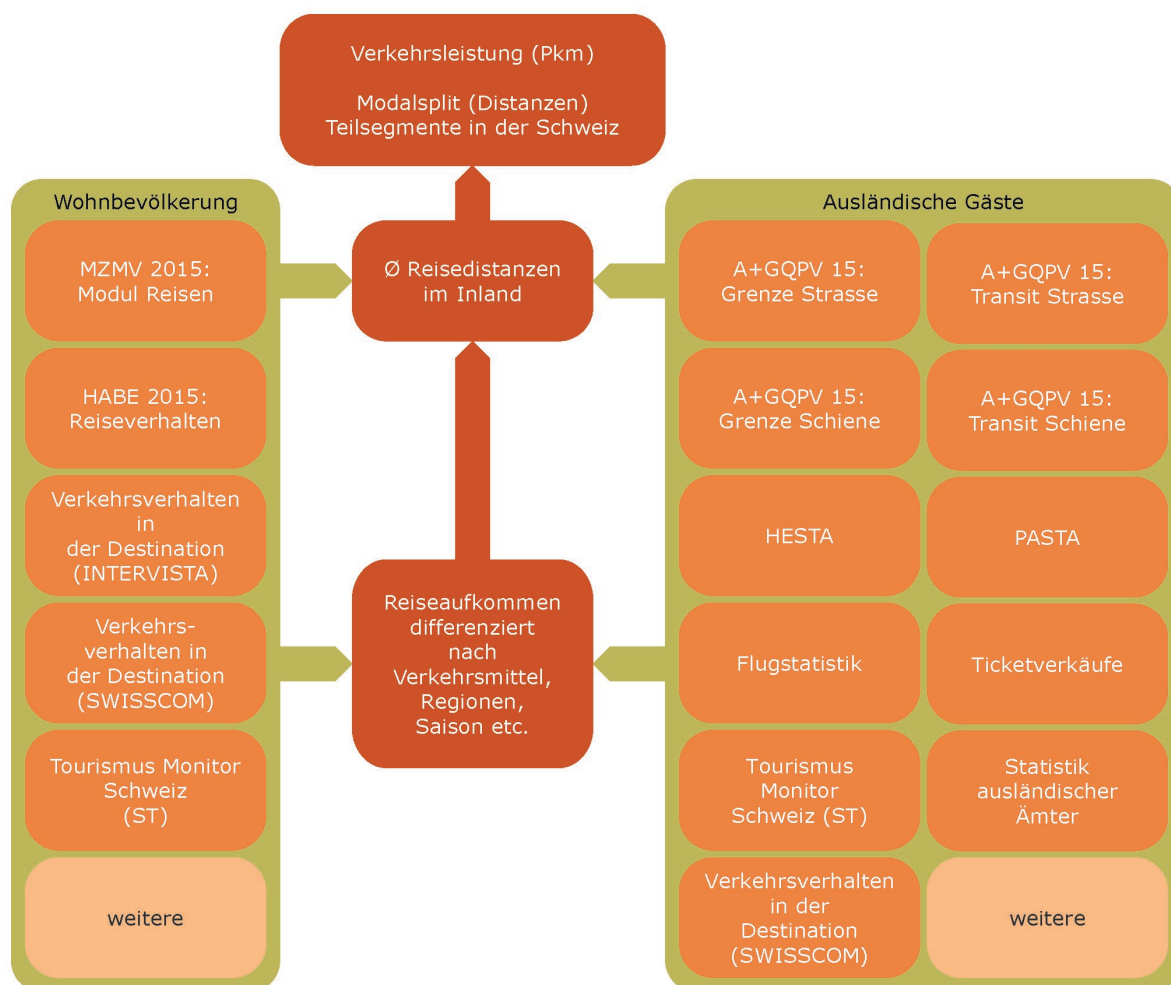 Verkehrsleistung (Pkm)
Modalsplit (Distanzen)
Teilsegmente in der Schweiz
Wohnbevölkerung
MZMV 2015:
Modul Reisen
HABE 2015:
Reiseverhalten
Verkehrsverhalten
in
der Destination
(INTERVISTA)
Verkehrs-
verhalten in
der Destination
(SWISSCOM)
Tourismus Monitor
Schweiz
(ST)
weitere
Ø Reisedistanzen
im Inland
Reiseaufkommen
differenziert
nach
Verkehrsmittel,
Regionen,
Saison etc.
Ausländische Gäste
A+GQPV 15:
Grenze Strasse
A+GQPV 15:
Transit Strasse
A+GQPV 15:
Grenze Schiene
A+GQPV 15:
Transit Schiene
HESTA
PASTA
Flugstatistik
Ticketverkäufe
Tourismus
Monitor
Schweiz (ST)
Statistik
ausländischer
Ämter
Verkehrsverhalten
in der
Destination
(SWISSCOM)
weitere